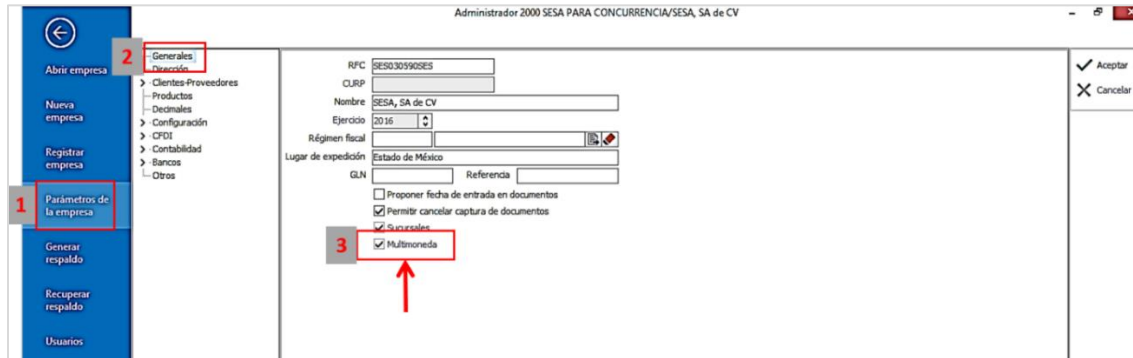 Administrador 2000 SESA PARA CONCURRENCIA/SESA, SA de CV
Abrir empresa
Nueva
empresa
Registrar
empresa
1
Parámetros de
la empresa
Generar
respaldo
Recuperar
respaldo
Usuarios
2
Generales
Dirección
Clientes-Proveedores
Productos
Decimales
Configuración
CFDI
Contabilidad
Bancos
Otros
RFC SES030590SES
CURP
Nombre SESA, SA de CV
Ejercicio 2016
Régimen fiscal
Lugar de expedición Estado de México
GLN Referencia
Proponer fecha de entrada en documentos
Permitir cancelar captura de documentos
Sucursales
3 Multimoneda
Aceptar
Cancelar